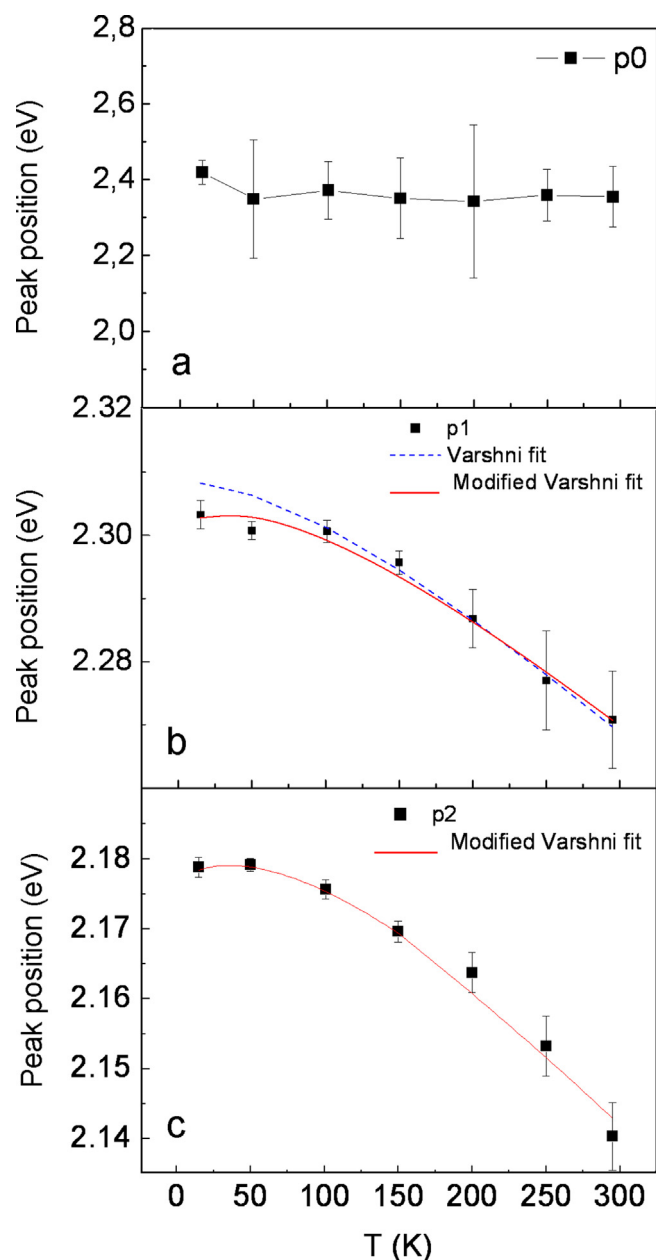 2,8
p0
2,6
2,4
2,2
2,0
Peak position (eV)
a
2.32
p1
Varshni fit
Modified Varshni fit
2.30
2.28
Peak position (eV)
b
p2
Modified Varshni fit
2.18
2.17
2.16
2.15
2.14
Peak position (eV)
c
0 50 100 150 200 250 300
T (K)